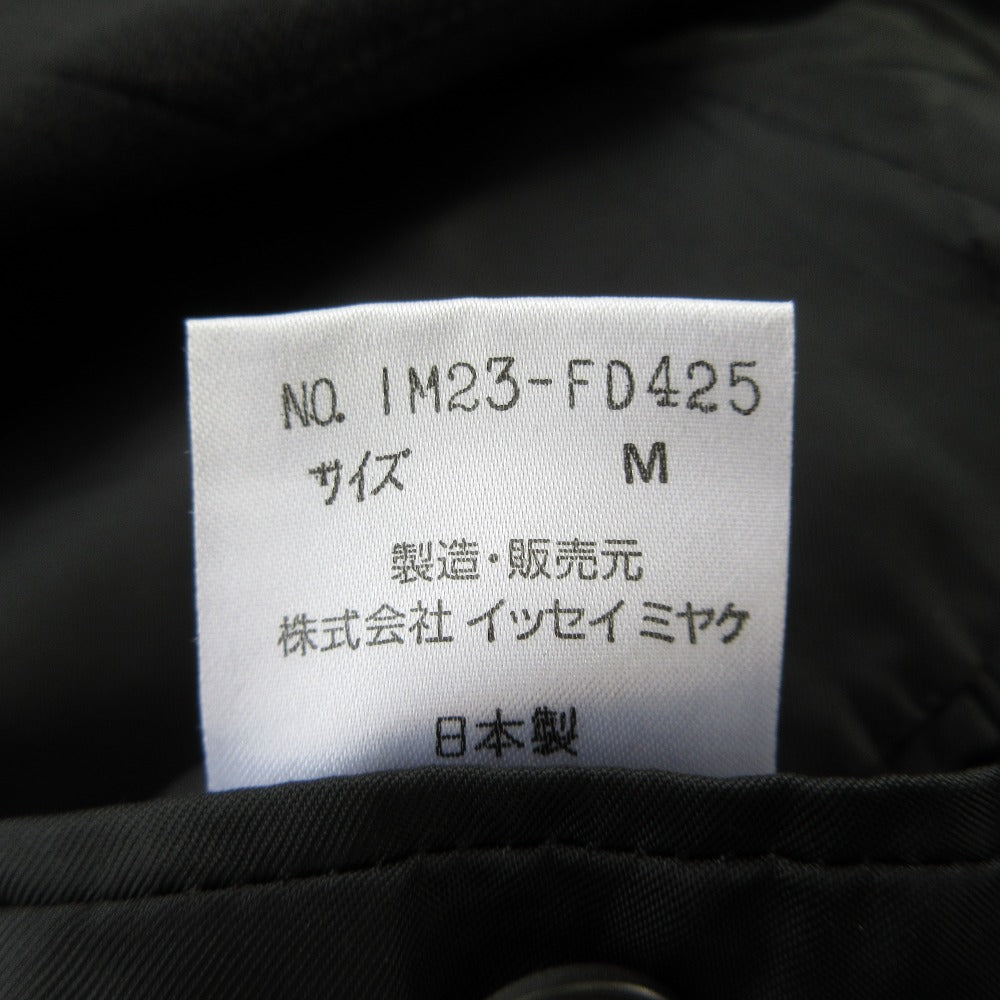 NO. IM23-FD425
サイズ M
製造・販売元
株式会社 イッセイ ミヤケ
日本製